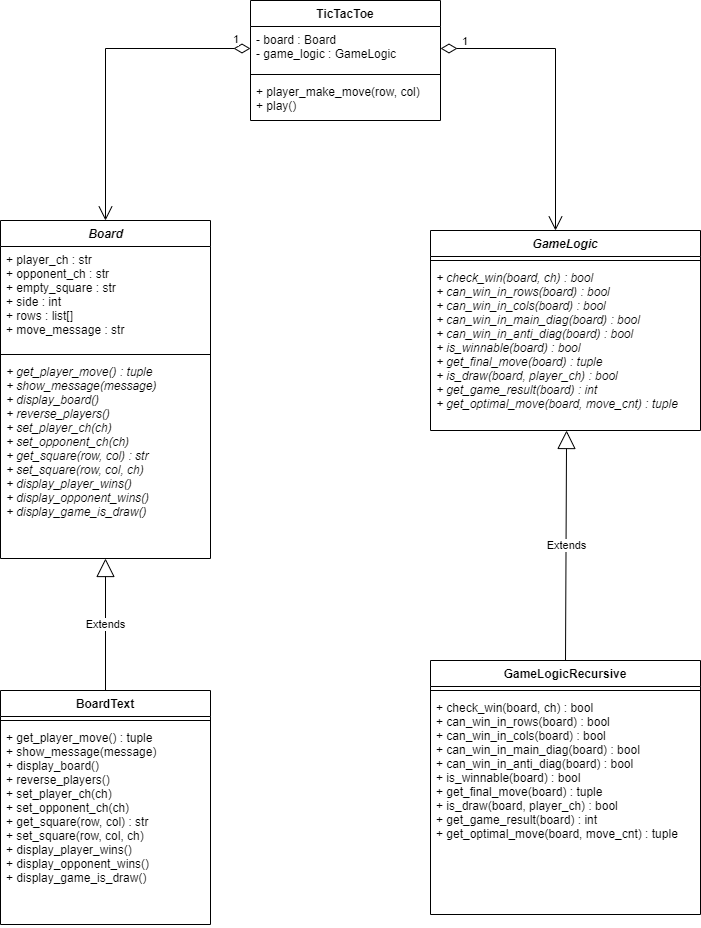 TicTacToe
- board : Board
- game_logic : GameLogic
+ player_make_move(row, col)
+ play()
1
1
Board
+ player_ch : str
+ opponent_ch : str
+ empty_square : str
+ side : int
+ rows : list[]
+ move_message : str
+ get_player_move() : tuple
+ show_message(message)
+ display_board()
+ reverse_players()
+ set_player_ch(ch)
+ set_opponent_ch(ch)
+ get_square(row, col) : str
+ set_square(row, col, ch)
+ display_player_wins()
+ display_opponent_wins()
+ display_game_is_draw()
GameLogic
+ check_win(board, ch) : bool
+ can_win_in_rows(board) : bool
+ can_win_in_cols(board) : bool
+ can_win_in_main_diag(board) : bool
+ can_win_in_anti_diag(board) : bool
+ is_winnable(board) : bool
+ get_final_move(board) : tuple
+ is_draw(board, player_ch) : bool
+ get_game_result(board) : int
+ get_optimal_move(board, move_cnt) : tuple
Extends
Extends
BoardText
+ get_player_move() : tuple
+ show_message(message)
+ display_board()
+ reverse_players()
+ set_player_ch(ch)
+ set_opponent_ch(ch)
+ get_square(row, col) : str
+ set_square(row, col, ch)
+ display_player_wins()
+ display_opponent_wins()
+ display_game_is_draw()
GameLogicRecursive
+ check_win(board, ch) : bool
+ can_win_in_rows(board) : bool
+ can_win_in_cols(board) : bool
+ can_win_in_main_diag(board) : bool
+ can_win_in_anti_diag(board) : bool
+ is_winnable(board) : bool
+ get_final_move(board) : tuple
+ is_draw(board, player_ch) : bool
+ get_game_result(board) : int
+ get_optimal_move(board, move_cnt) : tuple